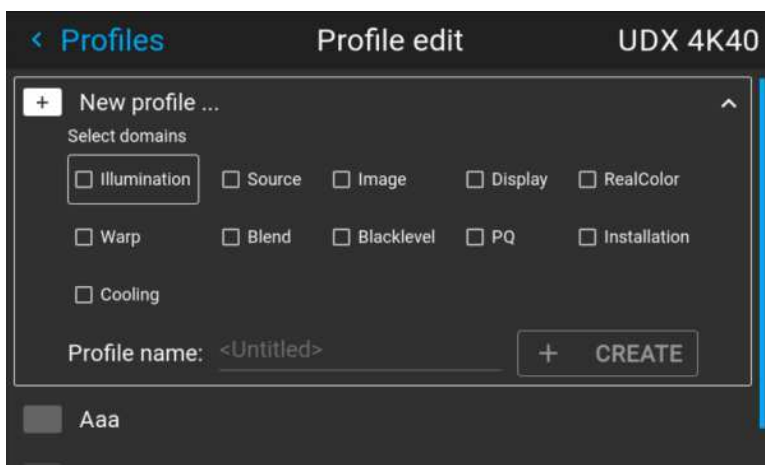 < Profiles Profile edit UDX 4K40
+ New profile ...
Select domains
Illumination Source Image Display RealColor
Warp Blend Blacklevel PQ Installation
Cooling
Profile name: <Untitled> + CREATE
Aaa